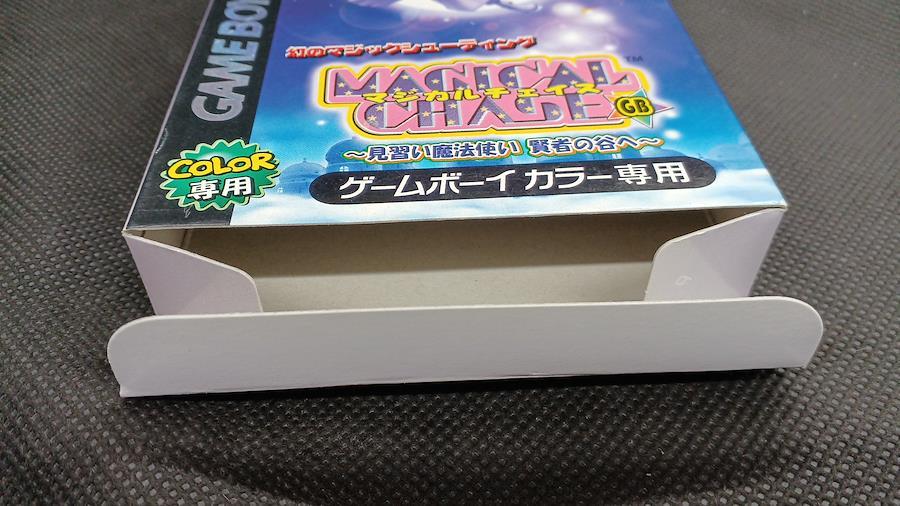 GAME BOY
幻のマジックシューティング
MAGICAL
マジカルチェイス
CHASE
GB
TM
〜見習い魔法使い 賢者の谷へ〜
COLOR
専用
ゲームボーイ カラー専用